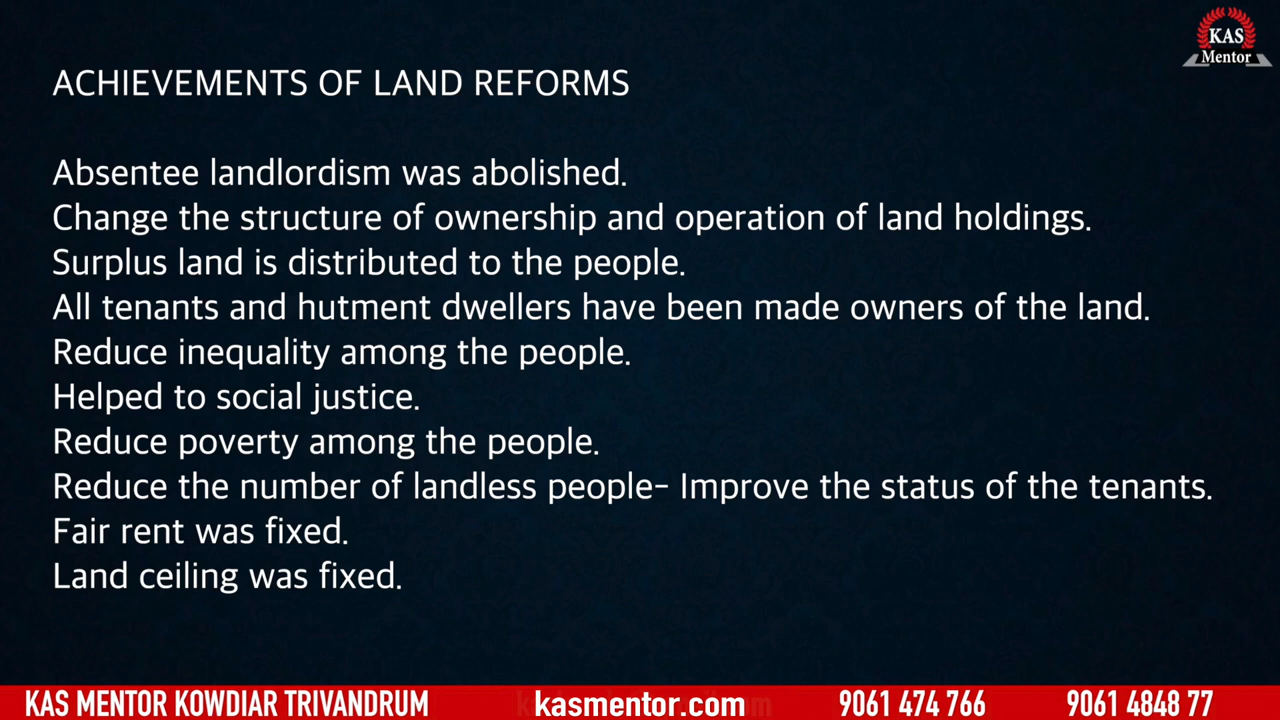 KAS
Mentor
ACHIEVEMENTS OF LAND REFORMS
Absentee landlordism was abolished.
Change the structure of ownership and operation of land holdings.
Surplus land is distributed to the people.
All tenants and hutment dwellers have been made owners of the land.
Reduce inequality among the people.
Helped to social justice.
Reduce poverty among the people.
Reduce the number of landless people- Improve the status of the tenants.
Fair rent was fixed.
Land ceiling was fixed.
KAS MENTOR KOWDIAR TRIVANDRUM kasmentor.com 9061 474 766 9061 4848 77